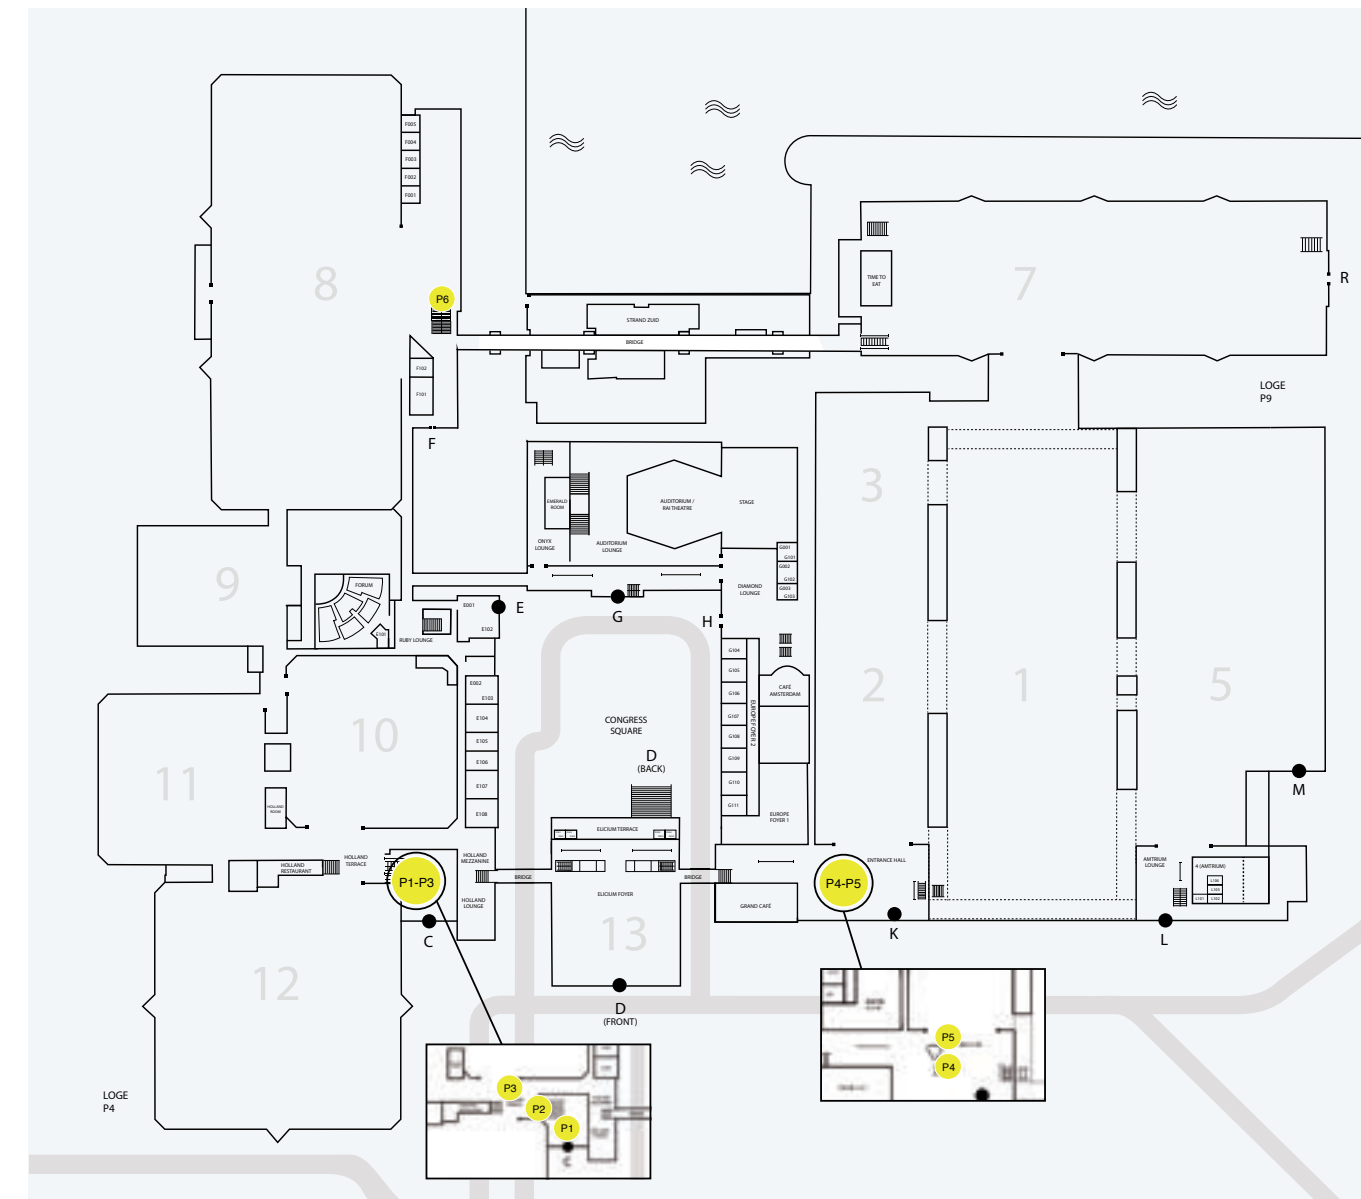 F005
F004
F003
F002
F001
8
P6
STRAND ZUID
BRIDGE
TIME TO
EAT
7
R
LOGE
P9
F102
F101
F
3
EMERALD
ROOM
AUDITORIUM /
RAI THEATRE
STAGE
ONYX
LOUNGE
AUDITORIUM
LOUNGE
G001
G101
G002
G102
G003
G103
DIAMOND
LOUNGE
9
FORUM
E101
RUBY LOUNGE
E001
E102
E
G
H
E002
E103
E104
E105
E106
E107
E108
G104
G105
G106
G107
G108
G109
G110
G111
EUROPE FOYER 2
CAFÉ
AMSTERDAM
EUROPE
FOYER 1
CONGRESS
SQUARE
D
(BACK)
2
1
5
10
11
HOLLAND
ROOM
M
ELICIUM TERRACE
HOLLAND
TERRACE
HOLLAND
RESTAURANT
HOLLAND
MEZZANINE
P1-P3
BRIDGE
BRIDGE
ELICIUM FOYER
HOLLAND
LOUNGE
C
13
GRAND CAFÉ
P4-P5
ENTRANCE HALL
K
AMTRIUM
LOUNGE
4 (AMTRIUM)
L104
L103
L101
L102
L
12
D
(FRONT)
LOGE
P4
P3
P2
P1
C
P5
P4